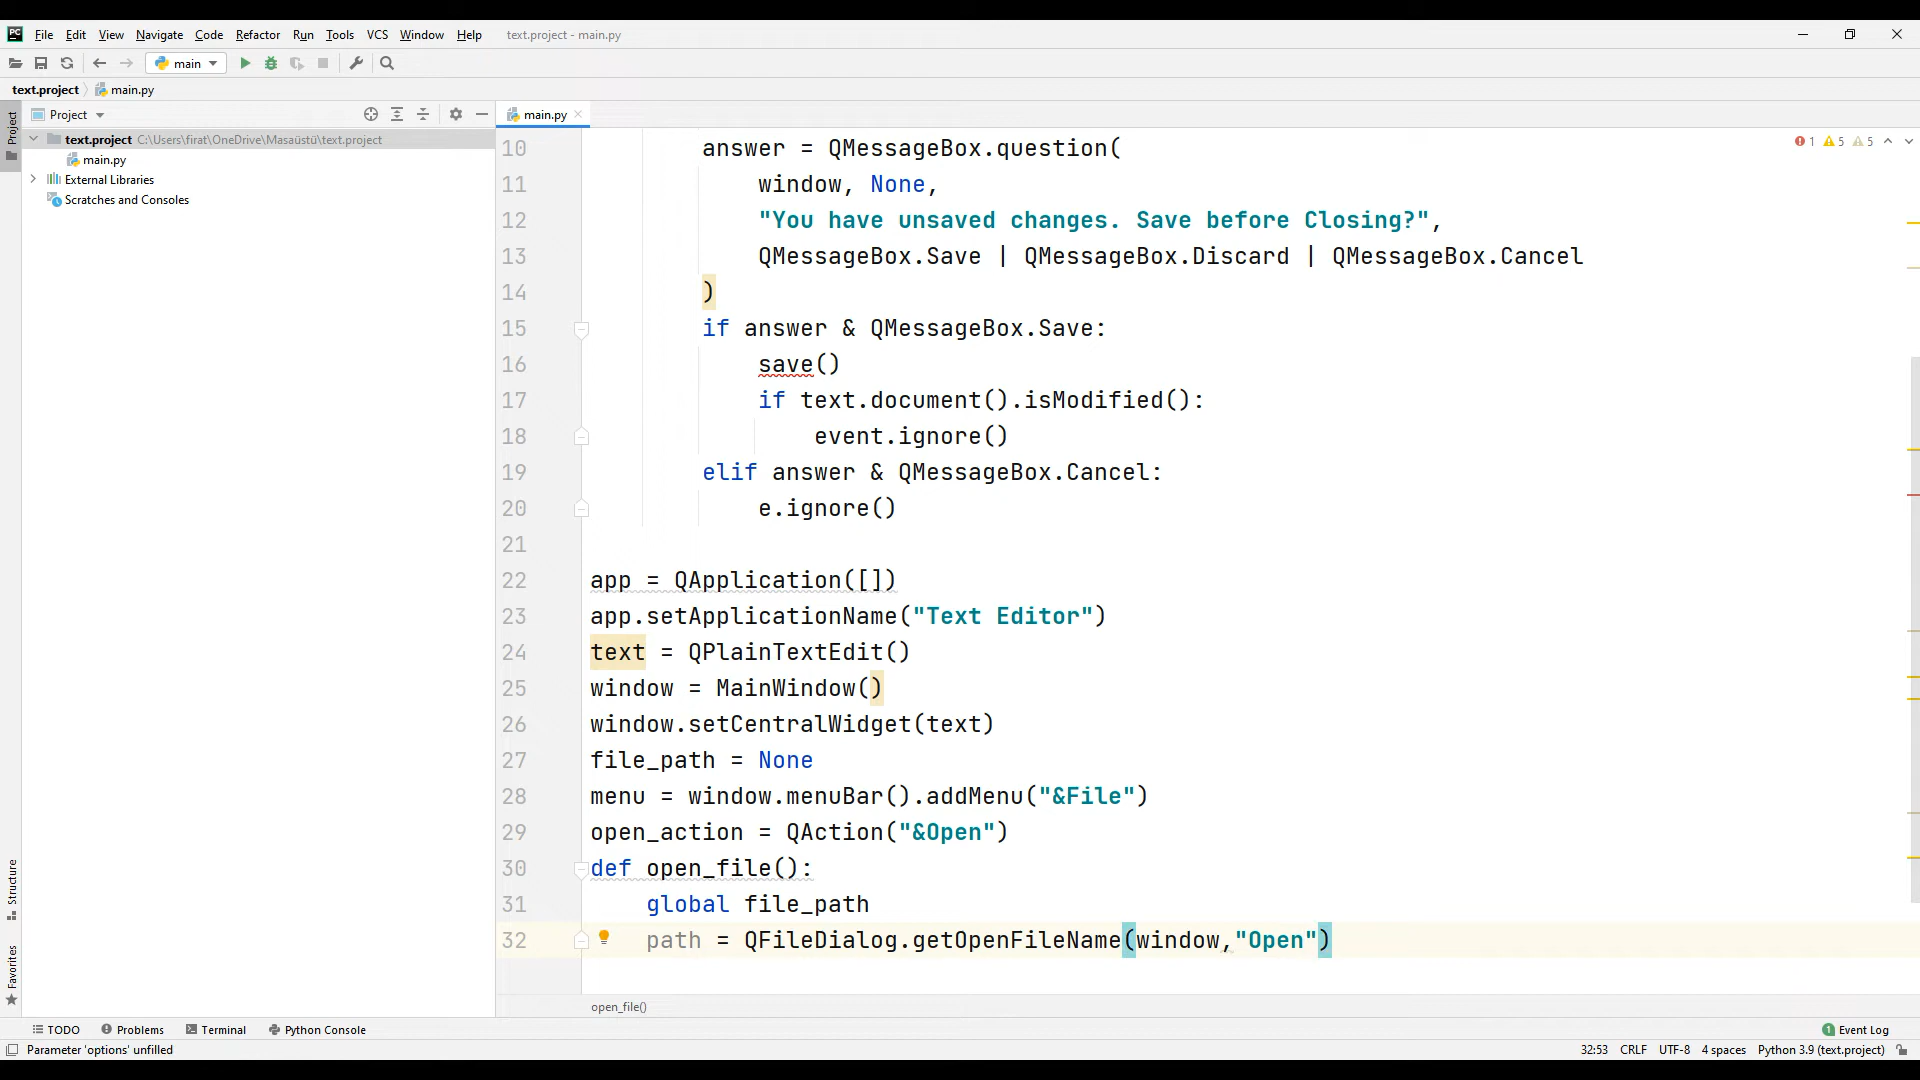 PC File Edit View Navigate Code Refactor Run Tools VCS Window Help text.project - main.py
main
text.project main.py
Project
main.py
Project
text.project C:\Users\firat\OneDrive\Masaüstü\text.project
main.py
External Libraries
Scratches and Consoles
1 5 5
10 answer = QMessageBox.question(
11 window, None,
12 "You have unsaved changes. Save before Closing?",
13 QMessageBox.Save | QMessageBox.Discard | QMessageBox.Cancel
14 )
15 if answer & QMessageBox.Save:
16 save()
17 if text.document().isModified():
18 event.ignore()
19 elif answer & QMessageBox.Cancel:
20 e.ignore()
21
22 app = QApplication([])
23 app.setApplicationName("Text Editor")
24 text = QPlainTextEdit()
25 window = MainWindow()
26 window.setCentralWidget(text)
27 file_path = None
28 menu = window.menuBar().addMenu("&File")
29 open_action = QAction("&Open")
30 def open_file():
31 global file_path
32 path = QFileDialog.getOpenFileName(window,"Open")
open_file()
Structure
Favorites
TODO Problems Terminal Python Console 1 Event Log
Parameter 'options' unfilled 32:53 CRLF UTF-8 4 spaces Python 3.9 (text.project)